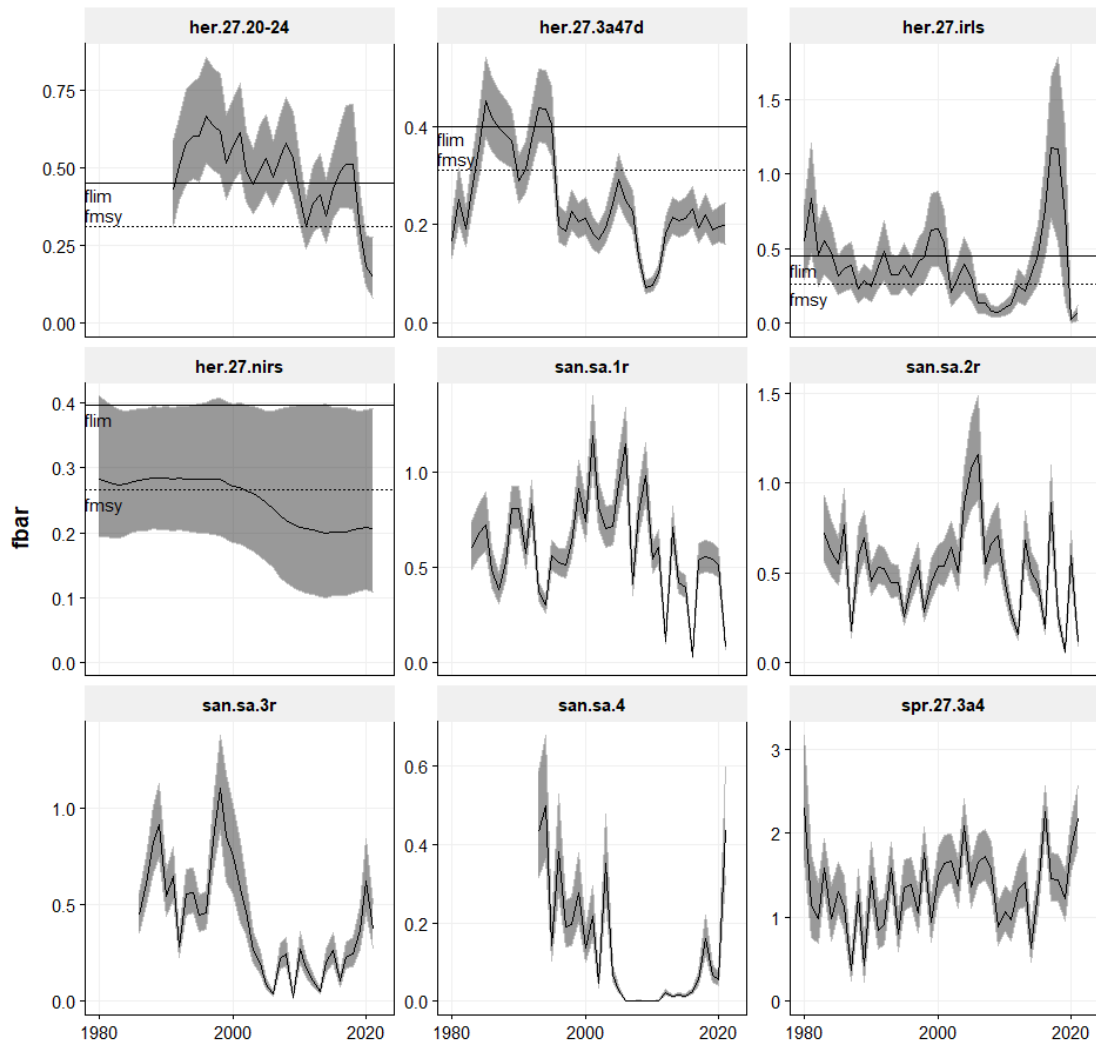 her.27.20-24 her.27.3a47d her.27.irls
0.75
0.50
0.25
0.00
flim
fmsy
0.4
0.2
0.0
flim
fmsy
1.5
1.0
0.5
0.0
flim
fmsy
her.27.nirs san.sa.1r san.sa.2r
0.4
0.3
0.2
0.1
0.0
flim
fmsy
1.0
0.5
0.0
1.5
1.0
0.5
0.0
fbar
san.sa.3r san.sa.4 spr.27.3a4
1.0
0.5
0.0
0.6
0.4
0.2
0.0
3
2
1
0
1980 2000 2020 1980 2000 2020 1980 2000 2020